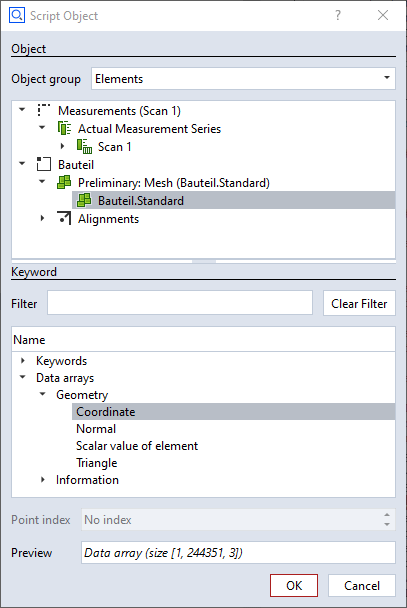 Script Object
?
Object
Object group
Elements
Measurements (Scan 1)
Actual Measurement Series
Scan 1
Bauteil
Preliminary: Mesh (Bauteil.Standard)
Bauteil.Standard
Alignments
Keyword
Filter
Clear Filter
Name
Keywords
Data arrays
Geometry
Coordinate
Normal
Scalar value of element
Triangle
Information
Point index
No index
Preview
Data array (size [1, 244351, 3])
OK
Cancel